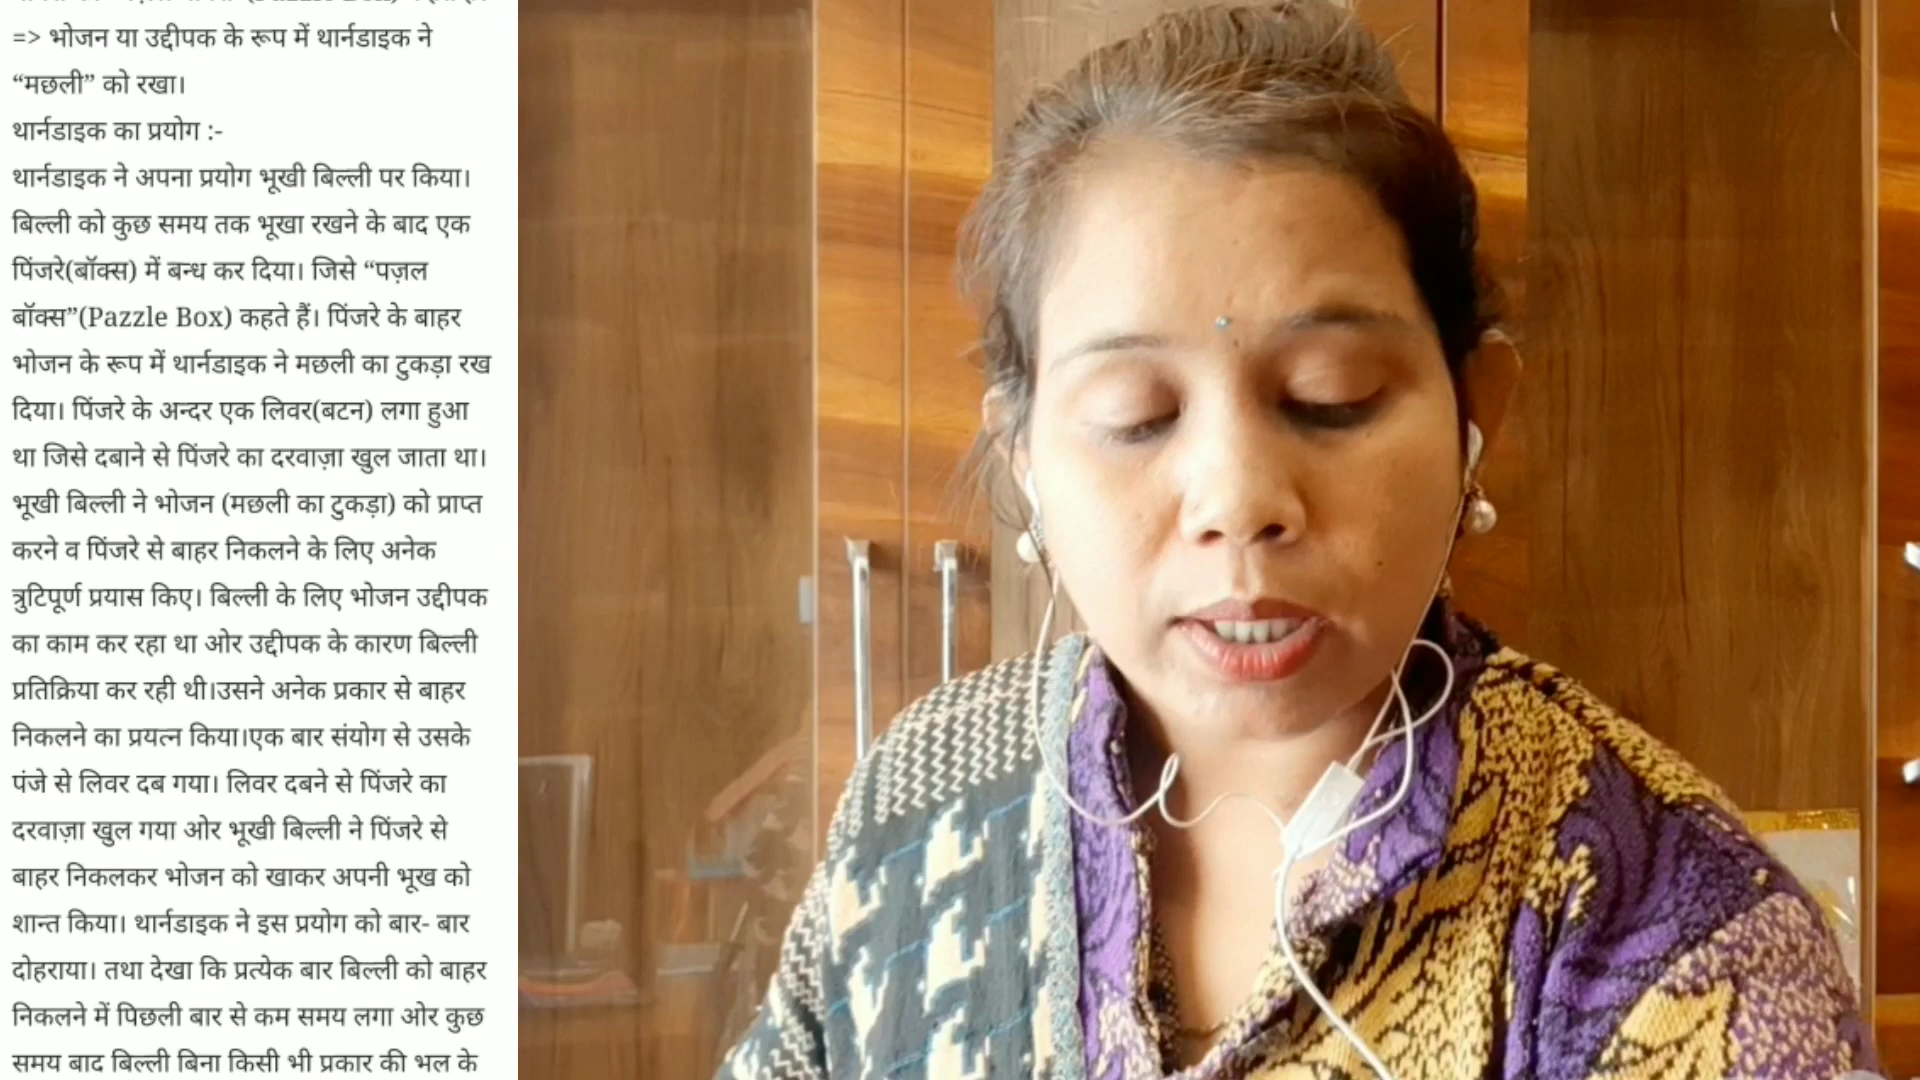 => भोजन या उद्दीपक के रूप में थार्नडाइक ने
“मछली” को रखा।
थार्नडाइक का प्रयोग :-
थार्नडाइक ने अपना प्रयोग भूखी बिल्ली पर किया।
बिल्ली को कुछ समय तक भूखा रखने के बाद एक
पिंजरे(बॉक्स) में बन्ध कर दिया। जिसे “पज़ल
बॉक्स”(Pazzle Box) कहते हैं। पिंजरे के बाहर
भोजन के रूप में थार्नडाइक ने मछली का टुकड़ा रख
दिया। पिंजरे के अन्दर एक लिवर(बटन) लगा हुआ
था जिसे दबाने से पिंजरे का दरवाज़ा खुल जाता था।
भूखी बिल्ली ने भोजन (मछली का टुकड़ा) को प्राप्त
करने व पिंजरे से बाहर निकलने के लिए अनेक
त्रुटिपूर्ण प्रयास किए। बिल्ली के लिए भोजन उद्दीपक
का काम कर रहा था ओर उद्दीपक के कारण बिल्ली
प्रतिक्रिया कर रही थी।उसने अनेक प्रकार से बाहर
निकलने का प्रयत्न किया।एक बार संयोग से उसके
पंजे से लिवर दब गया। लिवर दबने से पिंजरे का
दरवाज़ा खुल गया ओर भूखी बिल्ली ने पिंजरे से
बाहर निकलकर भोजन को खाकर अपनी भूख को
शान्त किया। थार्नडाइक ने इस प्रयोग को बार- बार
दोहराया। तथा देखा कि प्रत्येक बार बिल्ली को बाहर
निकलने में पिछली बार से कम समय लगा ओर कुछ
समय बाद बिल्ली बिना किसी भी प्रकार की भल के